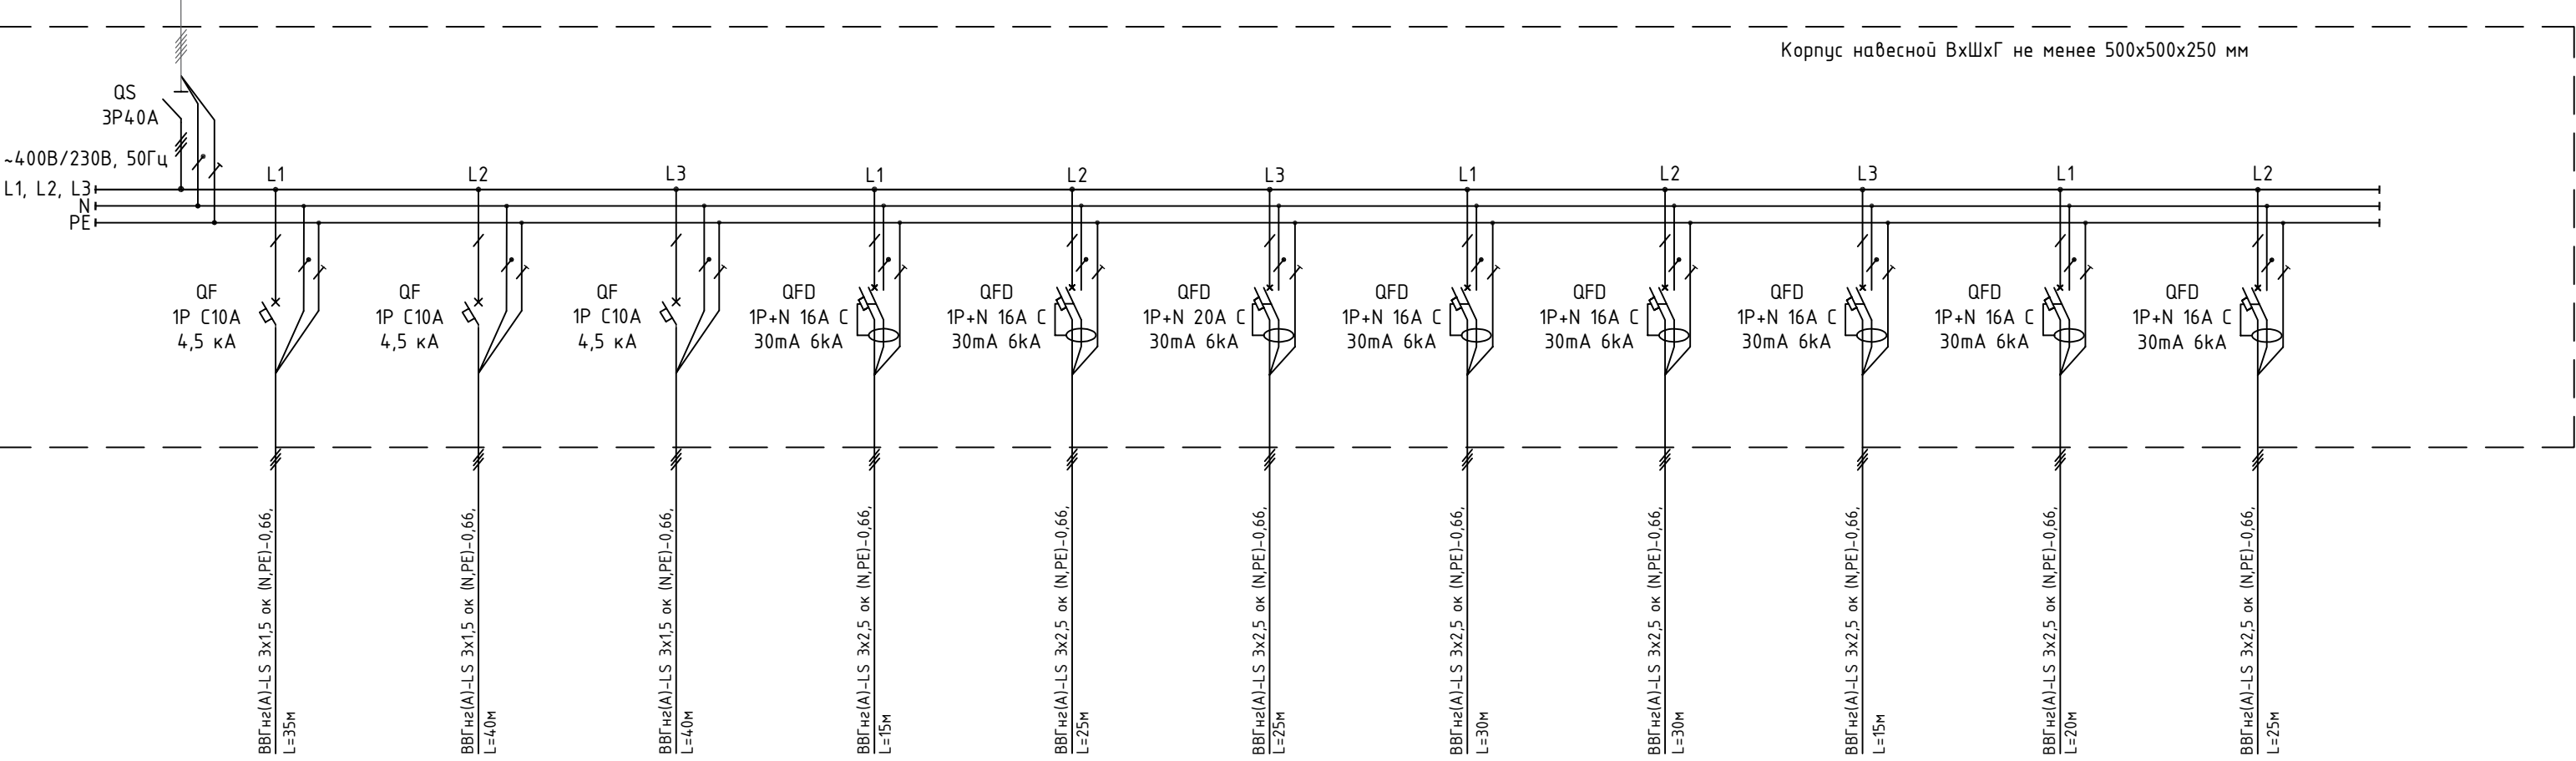 Корпус навесной ВхШхГ не менее 500х500х250 мм
QS
3P40A
~400В/230В, 50Гц
L1, L2, L3
N
PE
L1
L2
L3
L1
L2
L3
L1
L2
L3
L1
L2
QF
1P C10A
4,5 кА
QF
1P C10A
4,5 кА
QF
1P C10A
4,5 кА
QFD
1P+N 16A C
30mA 6kA
QFD
1P+N 16A C
30mA 6kA
QFD
1P+N 20A C
30mA 6kA
QFD
1P+N 16A C
30mA 6kA
QFD
1P+N 16A C
30mA 6kA
QFD
1P+N 16A C
30mA 6kA
QFD
1P+N 16A C
30mA 6kA
QFD
1P+N 16A C
30mA 6kA
ВВГнг(А)-LS 3х1,5 ок (N,PE)-0,66,
L=35м
ВВГнг(А)-LS 3х1,5 ок (N,PE)-0,66,
L=40м
ВВГнг(А)-LS 3х1,5 ок (N,PE)-0,66,
L=40м
ВВГнг(А)-LS 3х2,5 ок (N,PE)-0,66,
L=15м
ВВГнг(А)-LS 3х2,5 ок (N,PE)-0,66,
L=25м
ВВГнг(А)-LS 3х2,5 ок (N,PE)-0,66,
L=25м
ВВГнг(А)-LS 3х2,5 ок (N,PE)-0,66,
L=30м
ВВГнг(А)-LS 3х2,5 ок (N,PE)-0,66,
L=30м
ВВГнг(А)-LS 3х2,5 ок (N,PE)-0,66,
L=15м
ВВГнг(А)-LS 3х2,5 ок (N,PE)-0,66,
L=20м
ВВГнг(А)-LS 3х2,5 ок (N,PE)-0,66,
L=25м